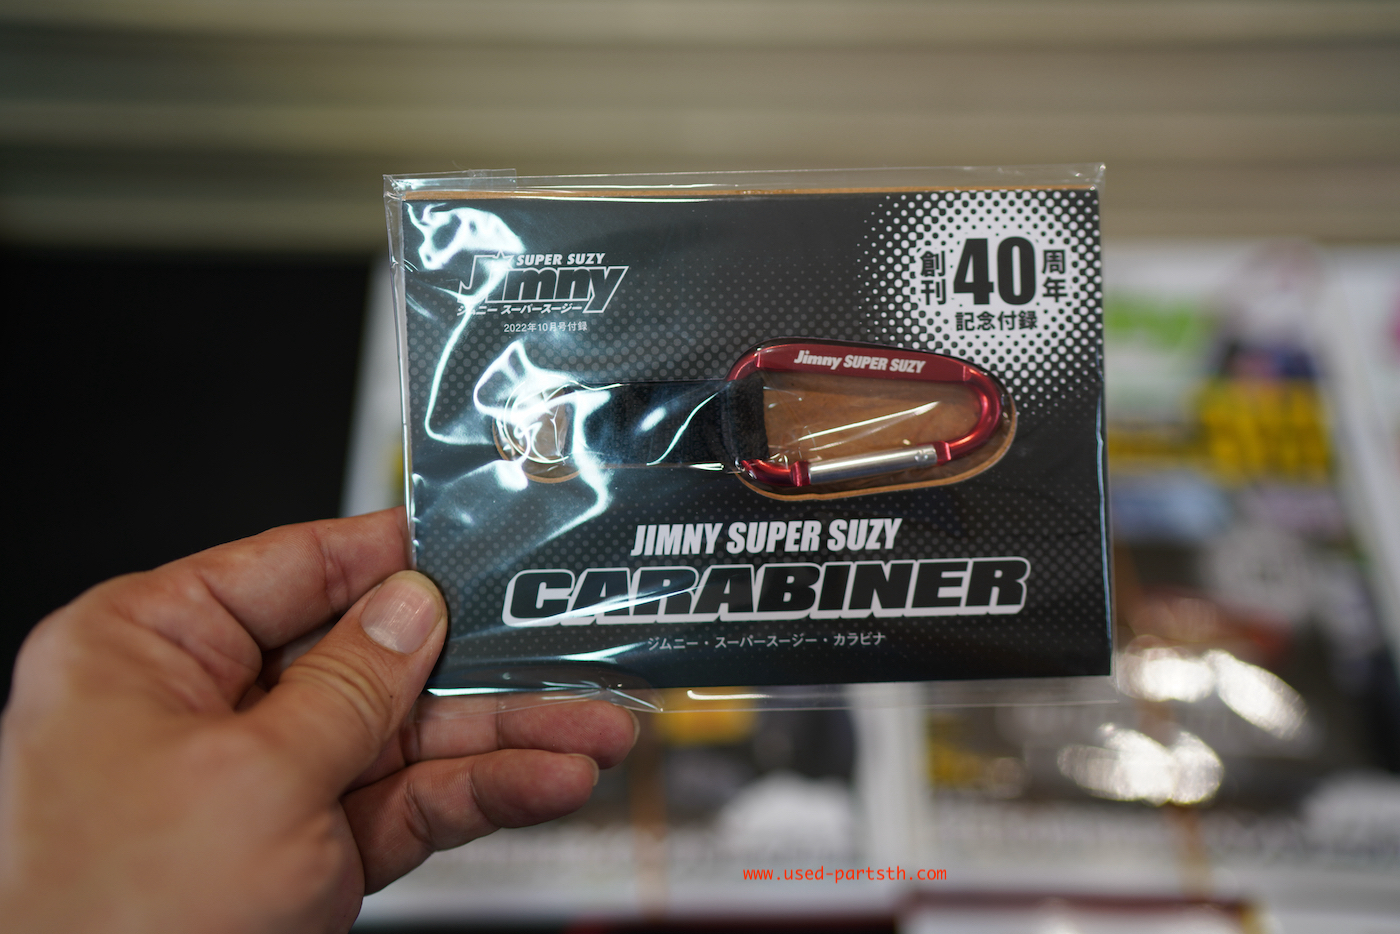 SUPER SUZY
Jimny
ジムニー スーパースージー
2022年10月号付録
創刊 40 周年
記念付録
Jimny SUPER SUZY
JIMNY SUPER SUZY
CARABINER
ジムニー・スーパースージー・カラビナ
www.used-partsth.com